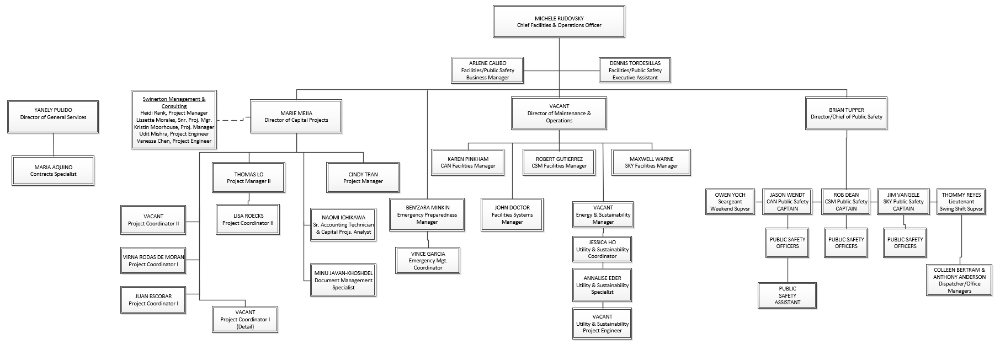 MICHELE RUDOVSKY
Chief Facilities & Operations Officer
ARLENE CALIBO
Facilities/Public Safety
Business Manager
DENNIS TORDESILLAS
Facilities/Public Safety
Executive Assistant
YANELY PULIDO
Director of General Services
MARIA AQUINO
Contracts Specialist
Swinerton Management &
Consulting
Heidi Rank, Project Manager
Lissette Morales, Snr. Proj. Mgr.
Kristin Moorhouse, Proj. Manager
Udit Mishra, Project Engineer
Vanessa Chen, Project Engineer
MARIE MEJIA
Director of Capital Projects
VACANT
Director of Maintenance &
Operations
BRIAN TUPPER
Director/Chief of Public Safety
THOMAS LO
Project Manager II
CINDY TRAN
Project Manager
KAREN PINKHAM
CAN Facilities Manager
ROBERT GUTIERREZ
CSM Facilities Manager
MAXWELL WARNE
SKY Facilities Manager
VACANT
Project Coordinator II
LISA ROECKS
Project Coordinator II
NAOMI ICHIKAWA
Sr. Accounting Technician
& Capital Projs. Analyst
BEN'ZARA MINKIN
Emergency Preparedness
Manager
JOHN DOCTOR
Facilities Systems
Manager
VACANT
Energy & Sustainability
Manager
OWEN YOCH
Seargeant
Weekend Supvsr
JASON WENDT
CAN Public Safety
CAPTAIN
ROB DEAN
CSM Public Safety
CAPTAIN
JIM VANGELE
SKY Public Safety
CAPTAIN
THOMMY REYES
Lieutenant
Swing Shift Supvsr
VIRNA RODAS DE MORAN
Project Coordinator I
VINCE GARCIA
Emergency Mgt.
Coordinator
JESSICA HO
Utility & Sustainability
Coordinator
PUBLIC SAFETY
OFFICERS
PUBLIC SAFETY
OFFICERS
PUBLIC SAFETY
OFFICERS
JUAN ESCOBAR
Project Coordinator I
MINU JAVAN-KHOSHDEL
Document Management
Specialist
ANNALISE EDER
Utility & Sustainability
Specialist
COLLEEN BERTRAM &
ANTHONY ANDERSON
Dispatcher/Office
Managers
PUBLIC
SAFETY
ASSISTANT
VACANT
Project Coordinator I
(Detail)
VACANT
Utility & Sustainability
Project Engineer